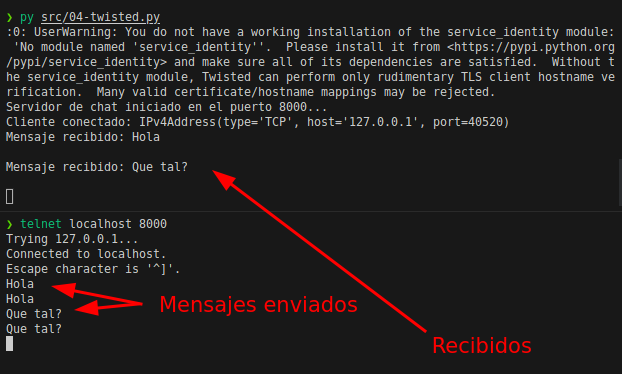 ❯ py src/04-twisted.py
:0: UserWarning: You do not have a working installation of the service_identity module:
'No module named 'service_identity''.  Please install it from <https://pypi.python.org
/pypi/service_identity> and make sure all of its dependencies are satisfied.  Without t
he service_identity module, Twisted can perform only rudimentary TLS client hostname ve
rification.  Many valid certificate/hostname mappings may be rejected.
Servidor de chat iniciado en el puerto 8000...
Cliente conectado: IPv4Address(type='TCP', host='127.0.0.1', port=40520)
Mensaje recibido: Hola
Mensaje recibido: Que tal?
❯ telnet localhost 8000
Trying 127.0.0.1...
Connected to localhost.
Escape character is '^]'.
Hola
Hola
Mensajes enviados
Que tal?
Que tal?
Recibidos